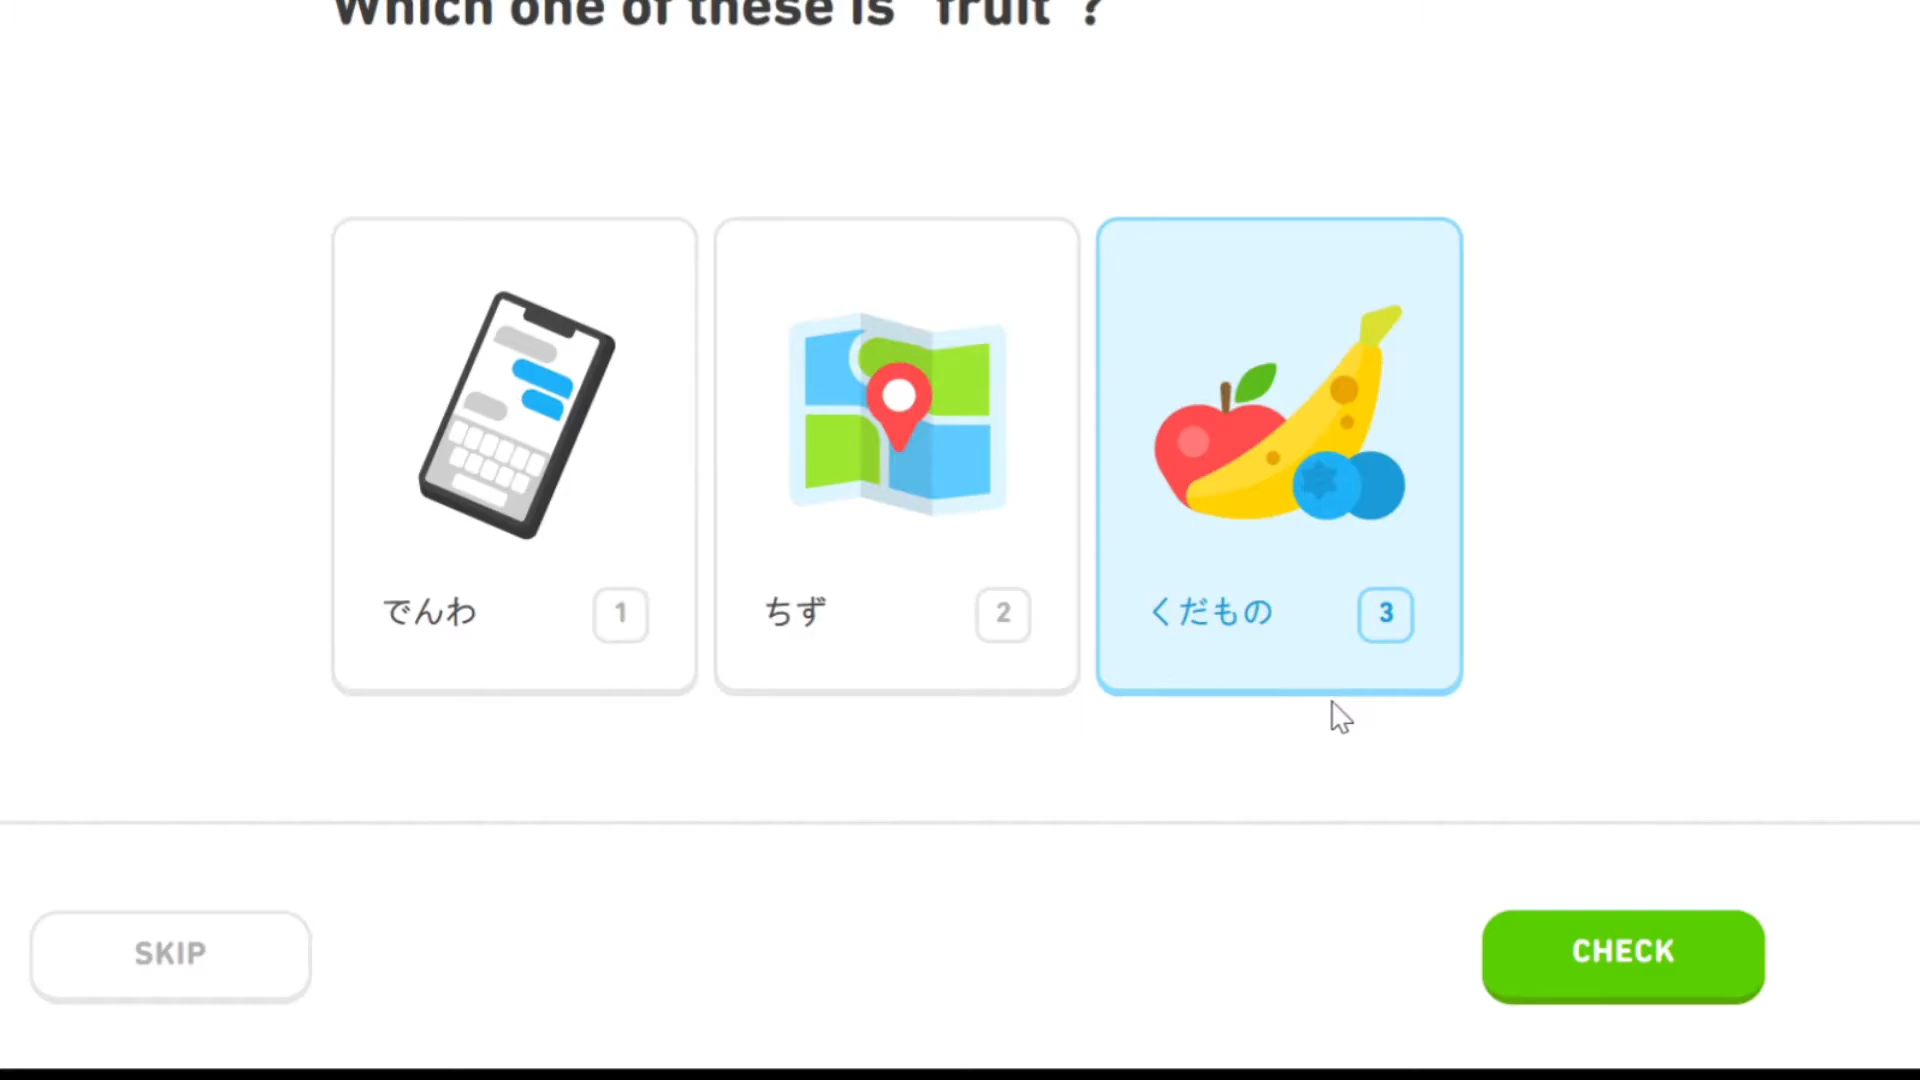 Which one of these is "fruit"?
でんわ 1
ちず 2
くだもの 3
SKIP
CHECK